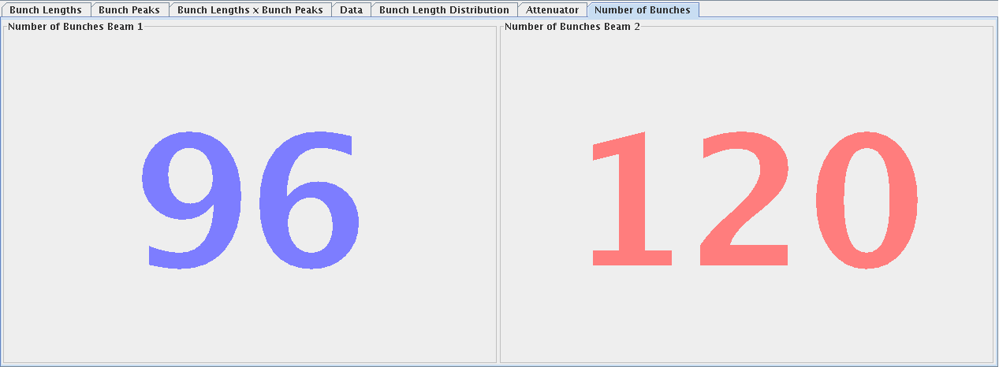 Bunch Lengths Bunch Peaks Bunch Lengths x Bunch Peaks Data Bunch Length Distribution Attenuator Number of Bunches
Number of Bunches Beam 1
96
Number of Bunches Beam 2
120